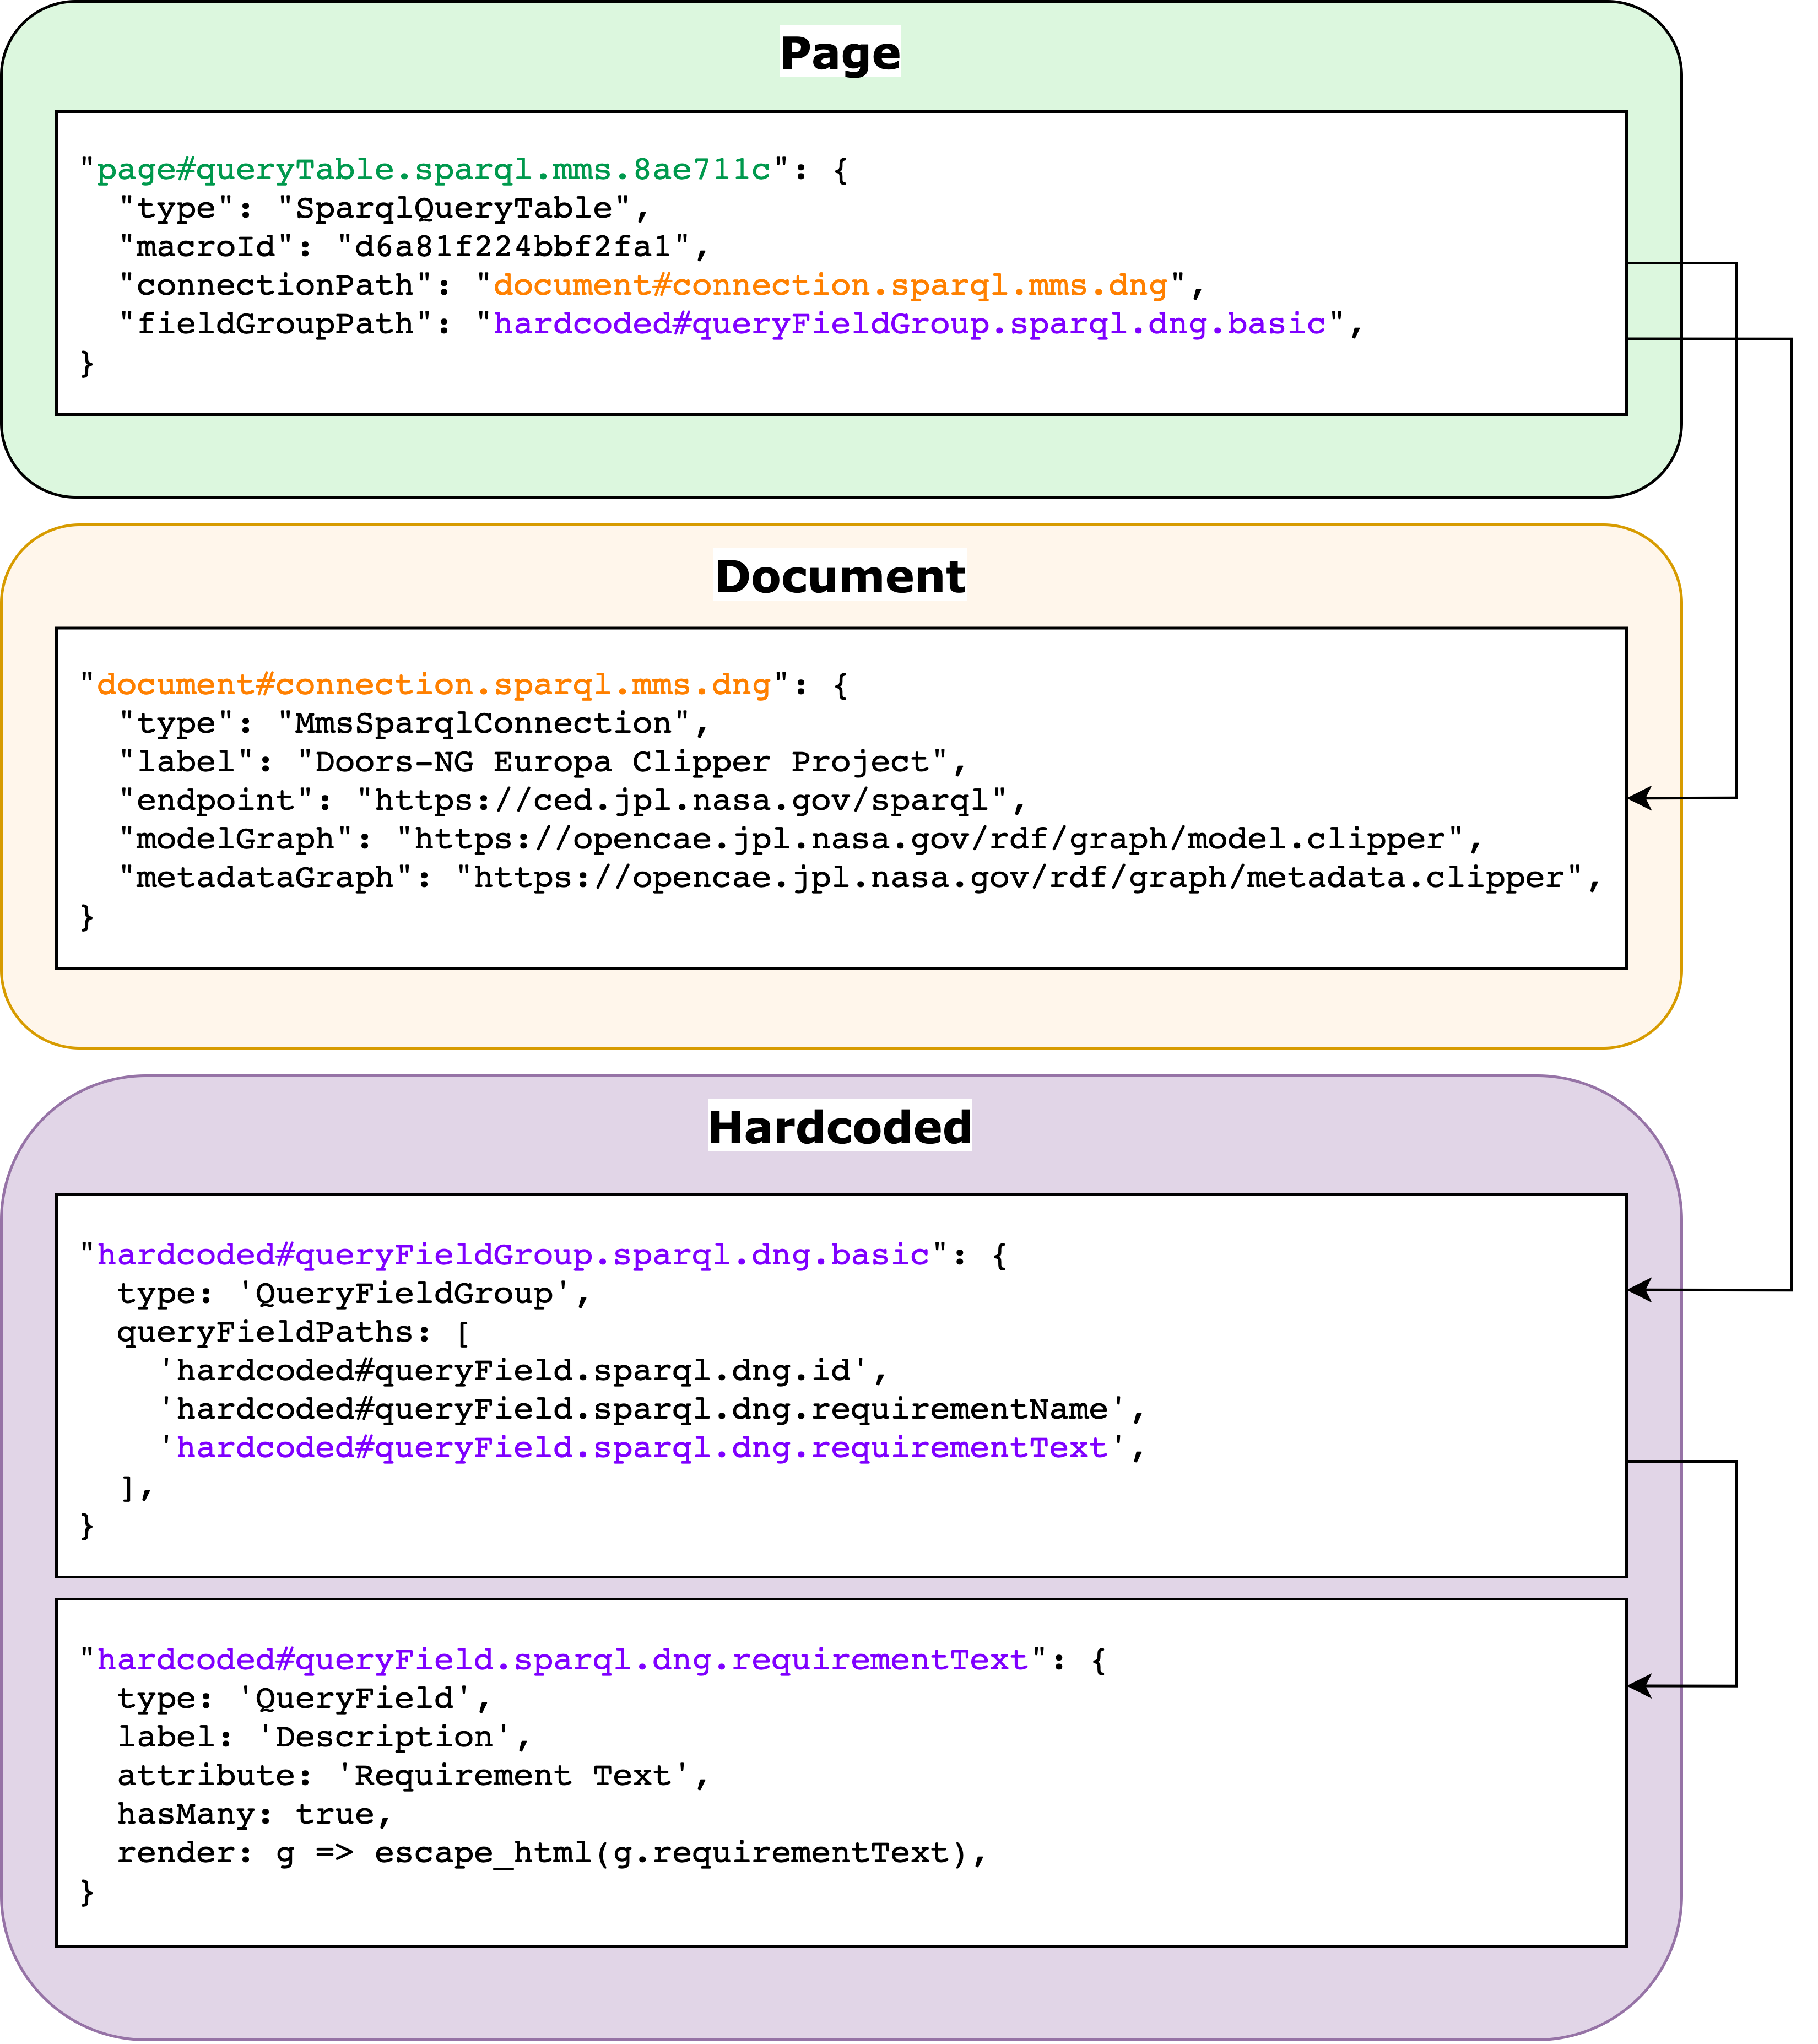 Page
"page#queryTable.sparql.mms.8ae711c": {
  "type": "SparqlQueryTable",
  "macroId": "d6a81f224bbf2fa1",
  "connectionPath": "document#connection.sparql.mms.dng",
  "fieldGroupPath": "hardcoded#queryFieldGroup.sparql.dng.basic",
}
Document
"document#connection.sparql.mms.dng": {
  "type": "MmsSparqlConnection",
  "label": "Doors-NG Europa Clipper Project",
  "endpoint": "https://ced.jpl.nasa.gov/sparql",
  "modelGraph": "https://opencae.jpl.nasa.gov/rdf/graph/model.clipper",
  "metadataGraph": "https://opencae.jpl.nasa.gov/rdf/graph/metadata.clipper",
}
Hardcoded
"hardcoded#queryFieldGroup.sparql.dng.basic": {
  type: 'QueryFieldGroup',
  queryFieldPaths: [
    'hardcoded#queryField.sparql.dng.id',
    'hardcoded#queryField.sparql.dng.requirementName',
    'hardcoded#queryField.sparql.dng.requirementText',
  ],
}
"hardcoded#queryField.sparql.dng.requirementText": {
  type: 'QueryField',
  label: 'Description',
  attribute: 'Requirement Text',
  hasMany: true,
  render: g => escape_html(g.requirementText),
}